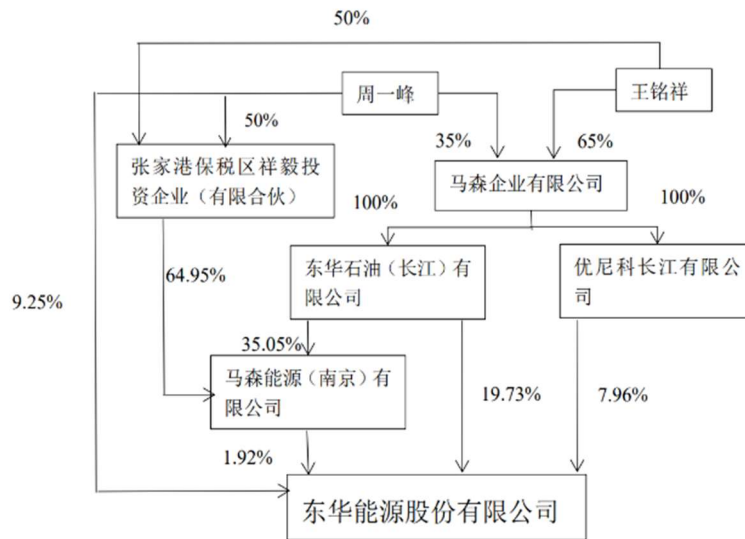 50%
周一峰
王铭祥
50%
35%
65%
张家港保税区祥毅投
资企业（有限合伙）
马森企业有限公司
100%
100%
东华石油（长江）有
限公司
优尼科长江有限公
司
64.95%
9.25%
35.05%
马森能源（南京）有
限公司
19.73%
7.96%
1.92%
东华能源股份有限公司